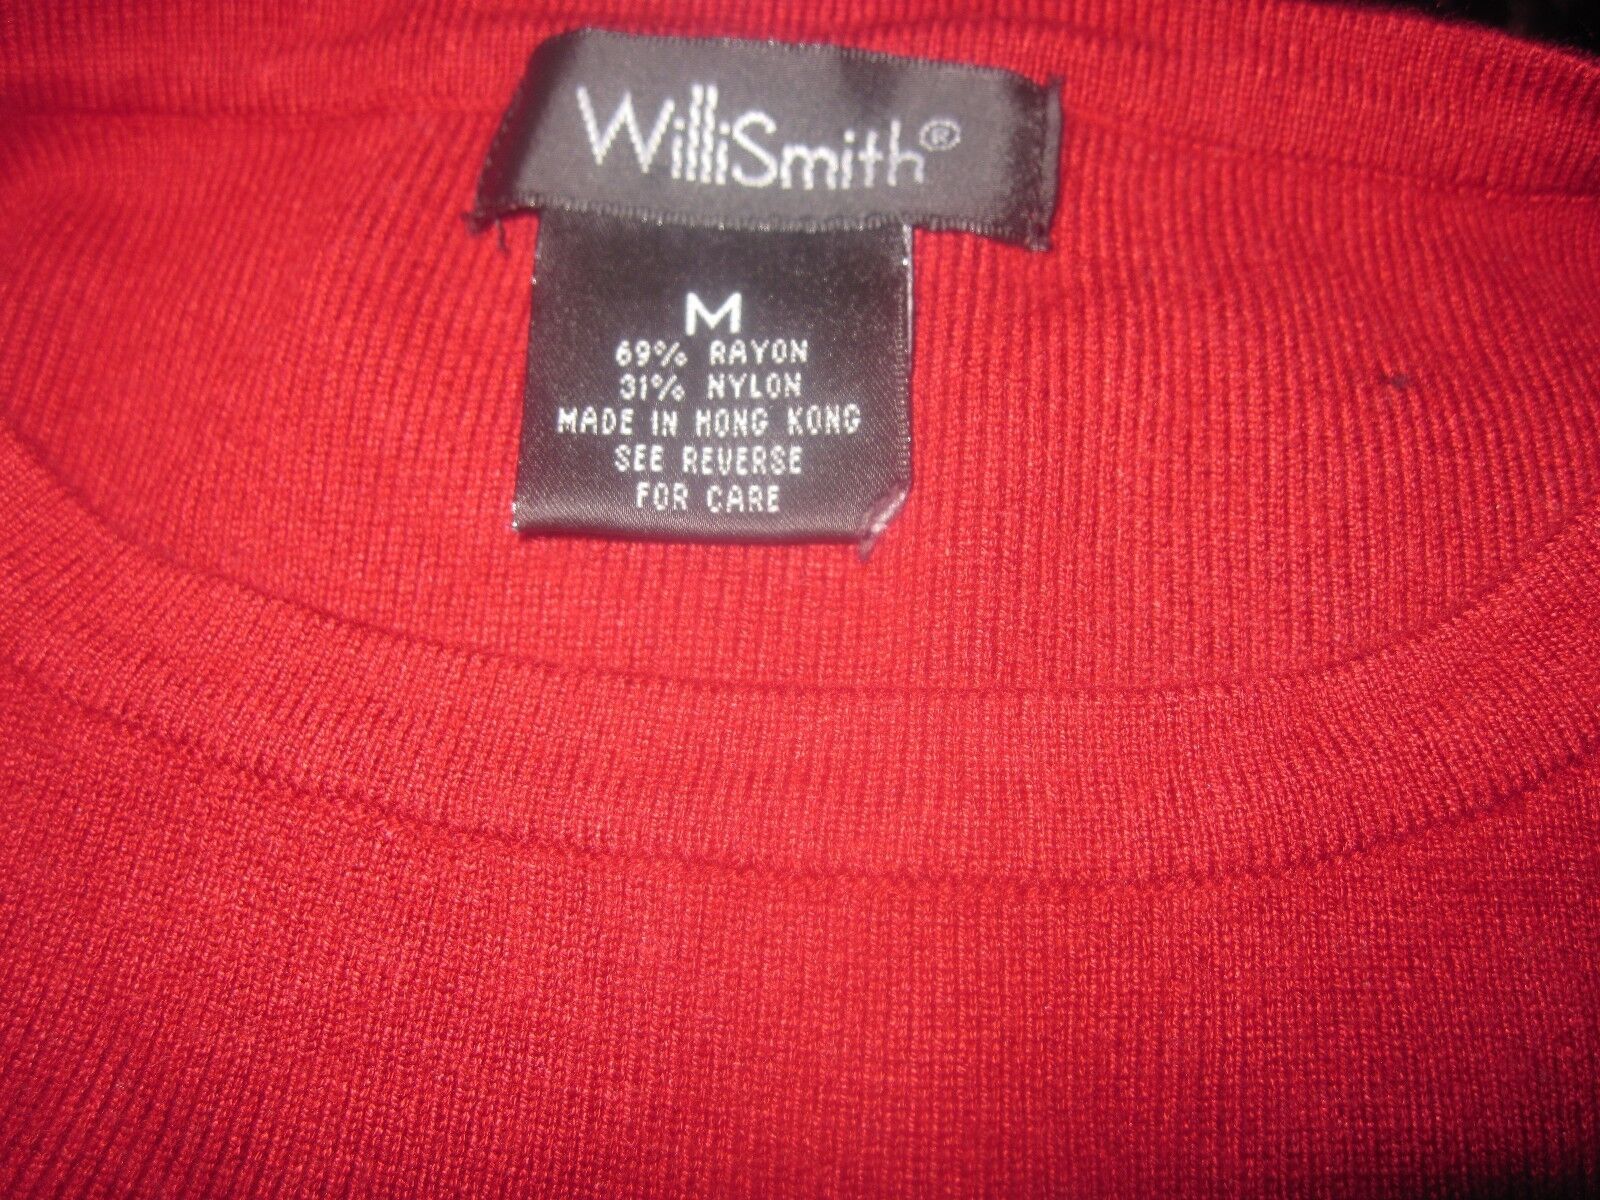 WilliSmith®
M
69% RAYON
31% NYLON
MADE IN HONG KONG
SEE REVERSE
FOR CARE